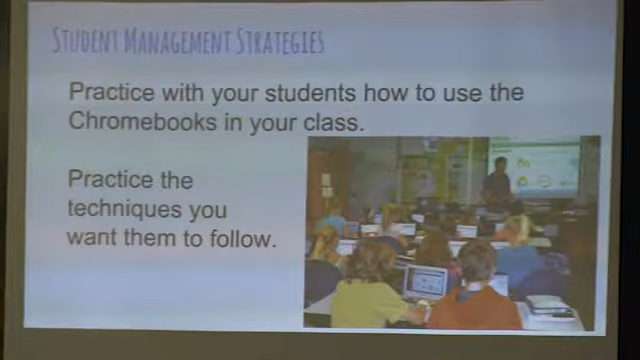 STUDENT MANAGEMENT STRATEGIES
Practice with your students how to use the
Chromebooks in your class.
Practice the
techniques you
want them to follow.